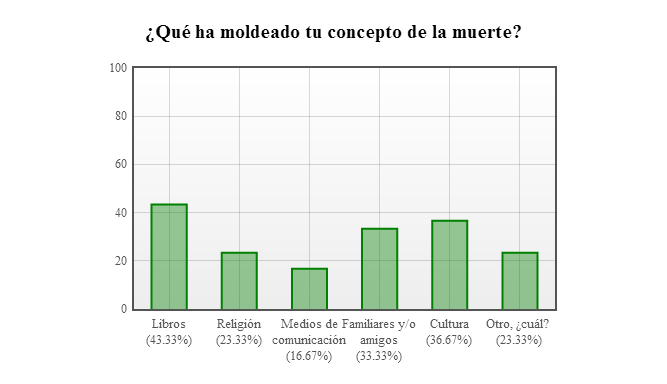 ¿Qué ha moldeado tu concepto de la muerte?
100
80
60
40
20
0
Libros
(43.33%)
Religión
(23.33%)
Medios de
comunicación
(16.67%)
Familiares y/o
amigos
(33.33%)
Cultura
(36.67%)
Otro, ¿cuál?
(23.33%)